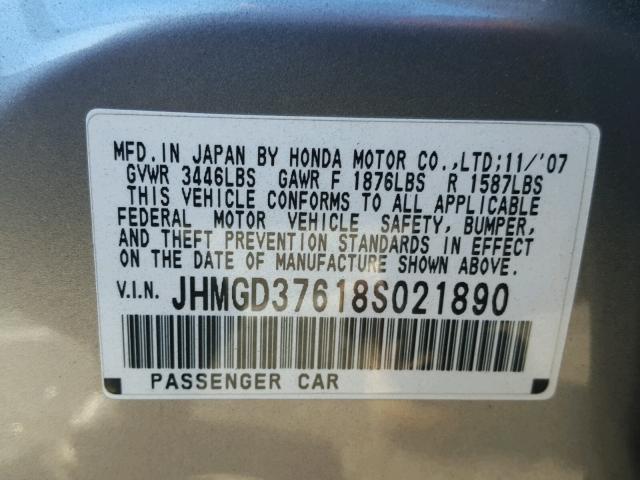 MFD. IN JAPAN BY HONDA MOTOR CO., LTD; 11/'07
GVWR 3446LBS GAWR F 1876LBS R 1587LBS
THIS VEHICLE CONFORMS TO ALL APPLICABLE
FEDERAL MOTOR VEHICLE SAFETY, BUMPER,
AND THEFT PREVENTION STANDARDS IN EFFECT
ON THE DATE OF MANUFACTURE SHOWN ABOVE.
V.I.N. JHMGD37618S021890
PASSENGER CAR